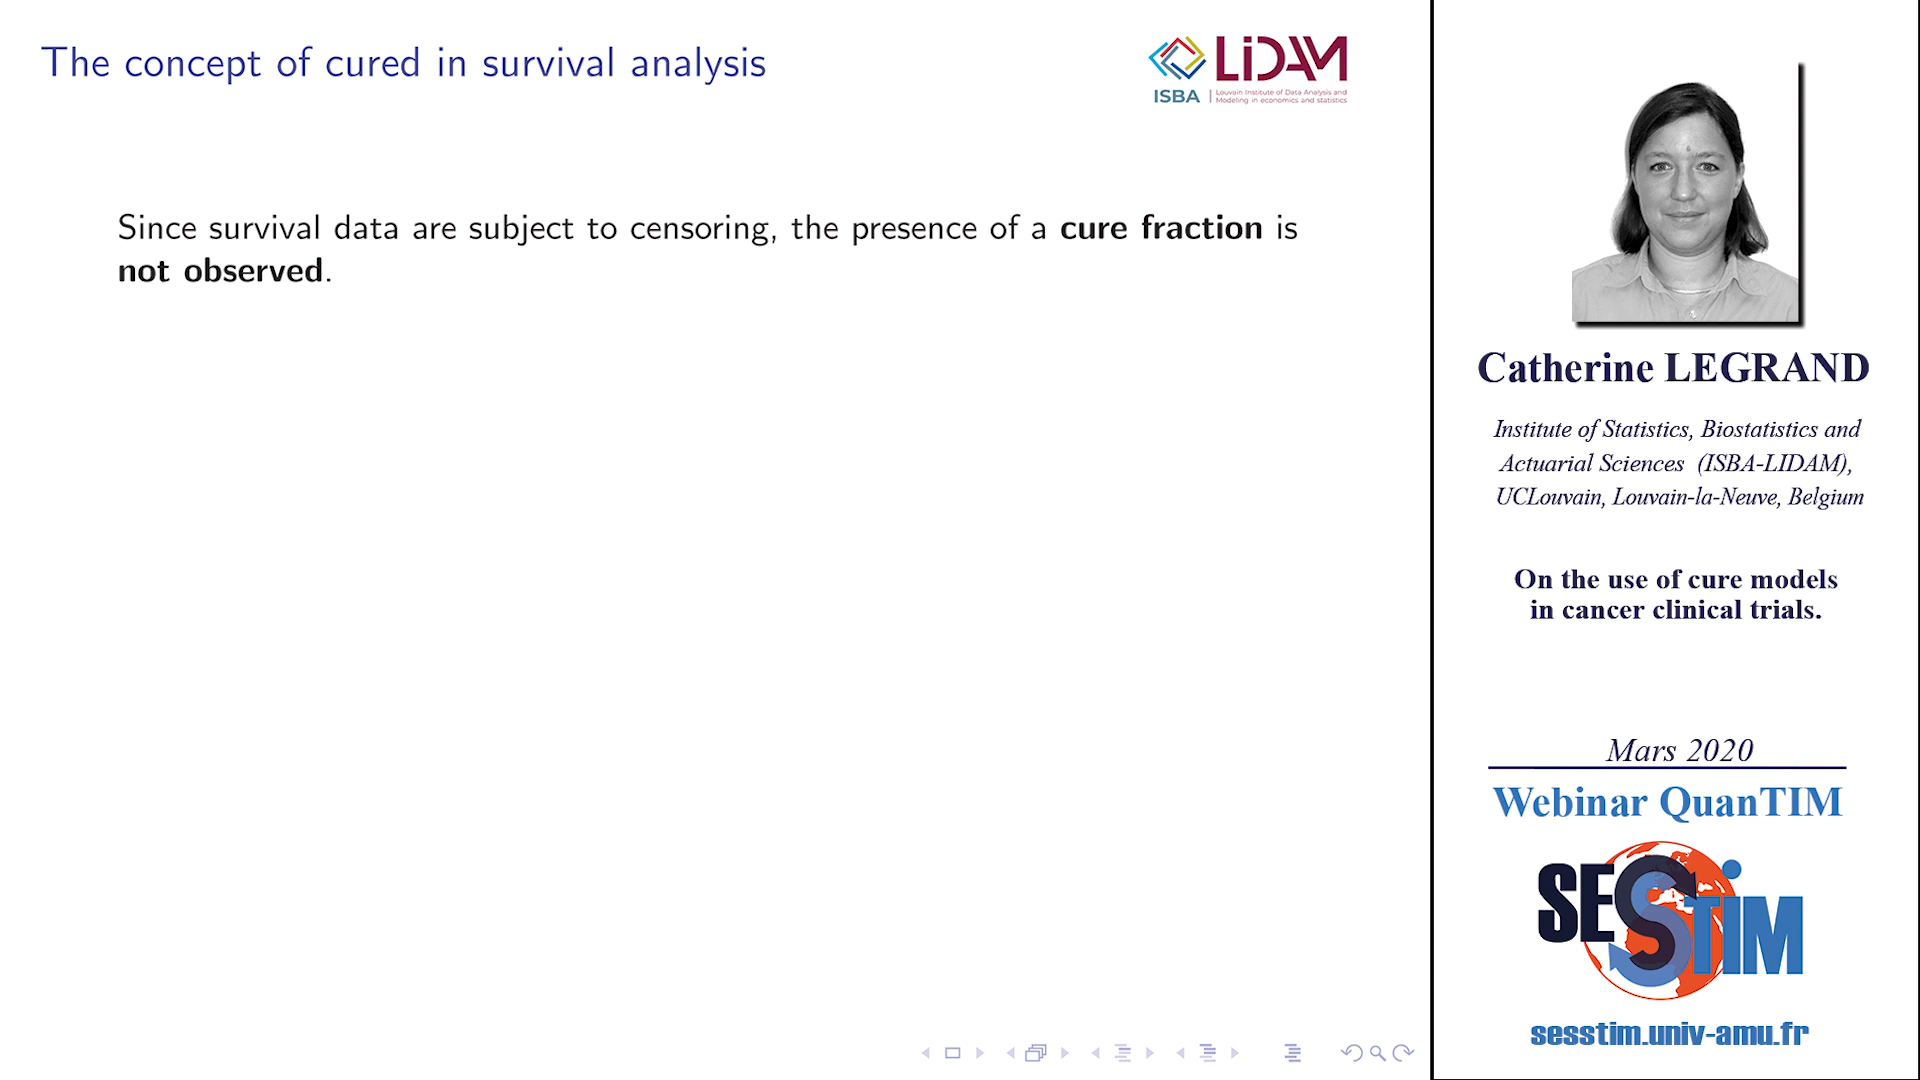 The concept of cured in survival analysis
LiDAM
ISBA
Louvain Institute of Data Analysis and
Modeling in economics and statistics
Since survival data are subject to censoring, the presence of a cure fraction is
not observed.
Catherine LEGRAND
Institute of Statistics, Biostatistics and
Actuarial Sciences (ISBA-LIDAM),
UCLouvain, Louvain-la-Neuve, Belgium
On the use of cure models
in cancer clinical trials.
Mars 2020
Webinar QuanTIM
SESSTIM
sesstim.univ-amu.fr